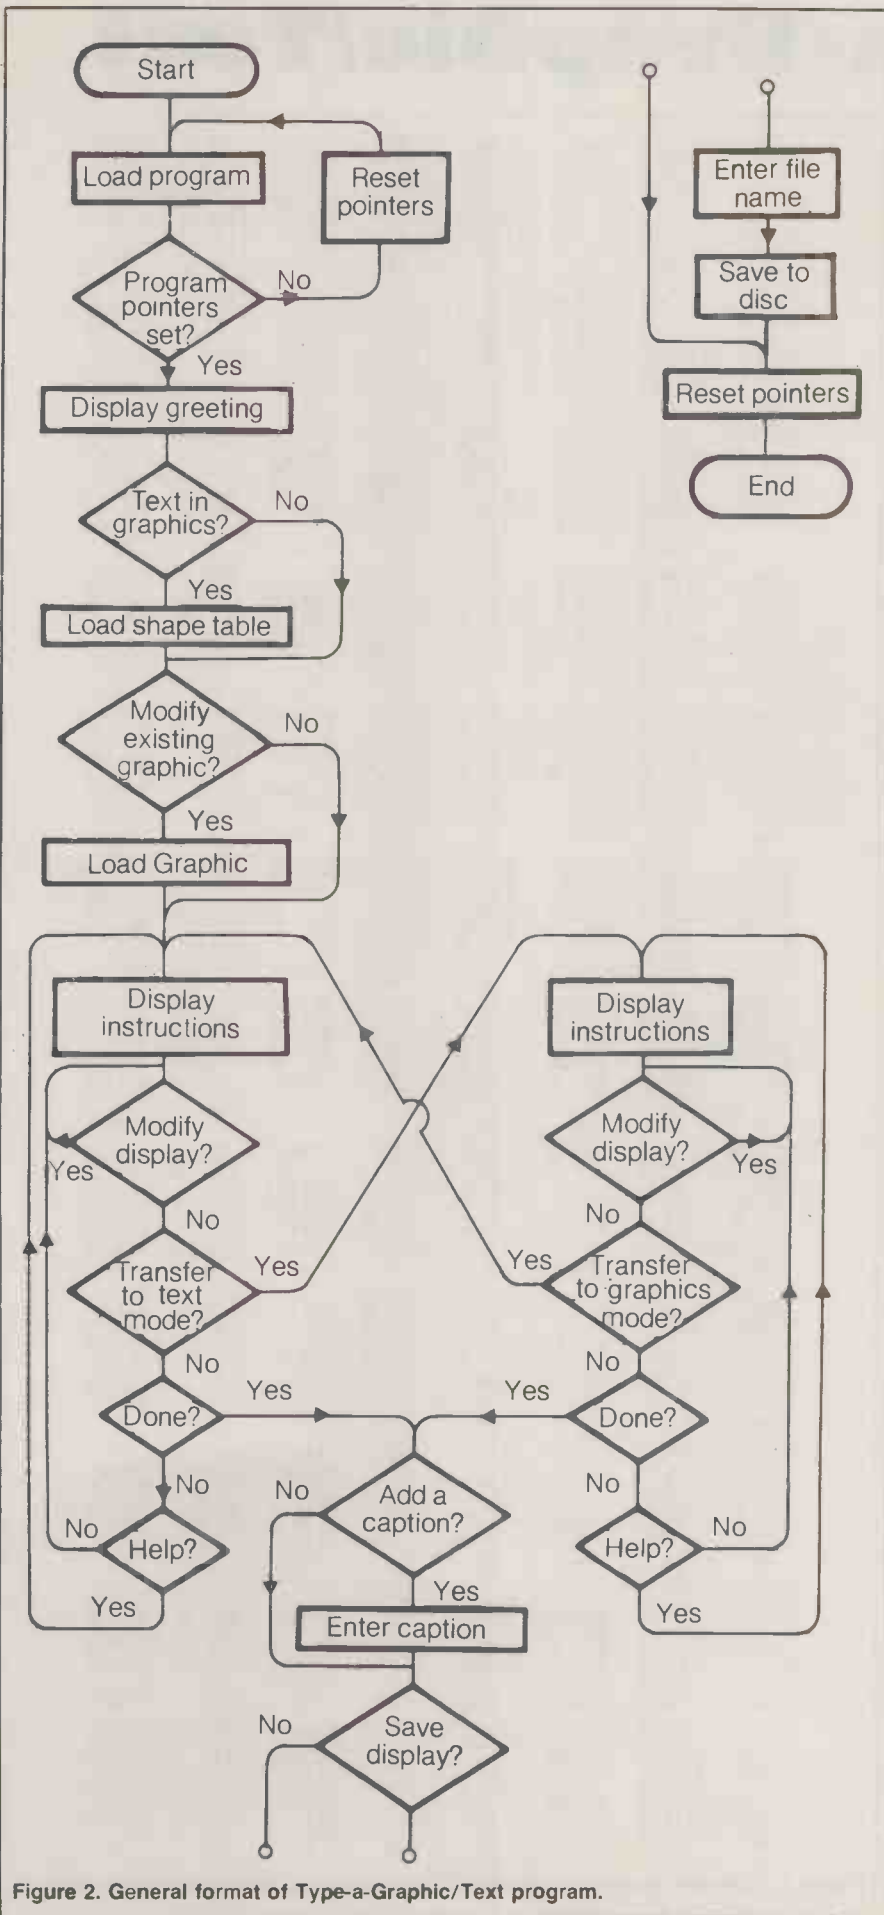 Start
Load program
Reset
pointers
Program
pointers
set?
No
Yes
Display greeting
Text in
graphics?
No
Yes
Load shape table
Modify
existing
graphic?
No
Yes
Load Graphic
Display
instructions
Modify
display?
Yes
No
Transfer
to text
mode?
Yes
No
Done?
Yes
No
Help?
No
Yes
Display
instructions
Modify
display?
Yes
No
Transfer
to graphics
mode?
Yes
No
Done?
Yes
No
Help?
No
Yes
Add a
caption?
No
Yes
Enter caption
Save
display?
No
Enter file
name
Save to
disc
Reset pointers
End
Figure 2. General format of Type-a-Graphic/Text program.